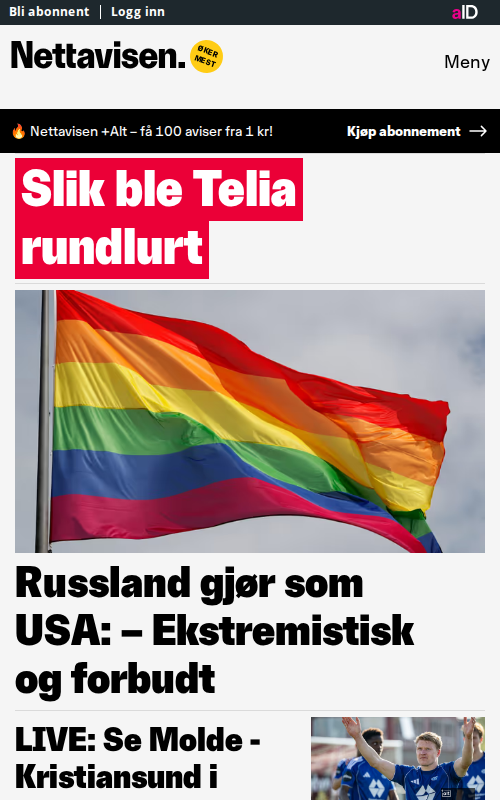 Bli abonnent
Logg inn
aID
Nettavisen.
ØKER
MEST
Meny
🔥 Nettavisen +Alt – få 100 aviser fra 1 kr!
Kjøp abonnement →
Slik ble Telia
rundlurt
Russland gjør som
USA: – Ekstremistisk
og forbudt
LIVE: Se Molde -
Kristiansund i